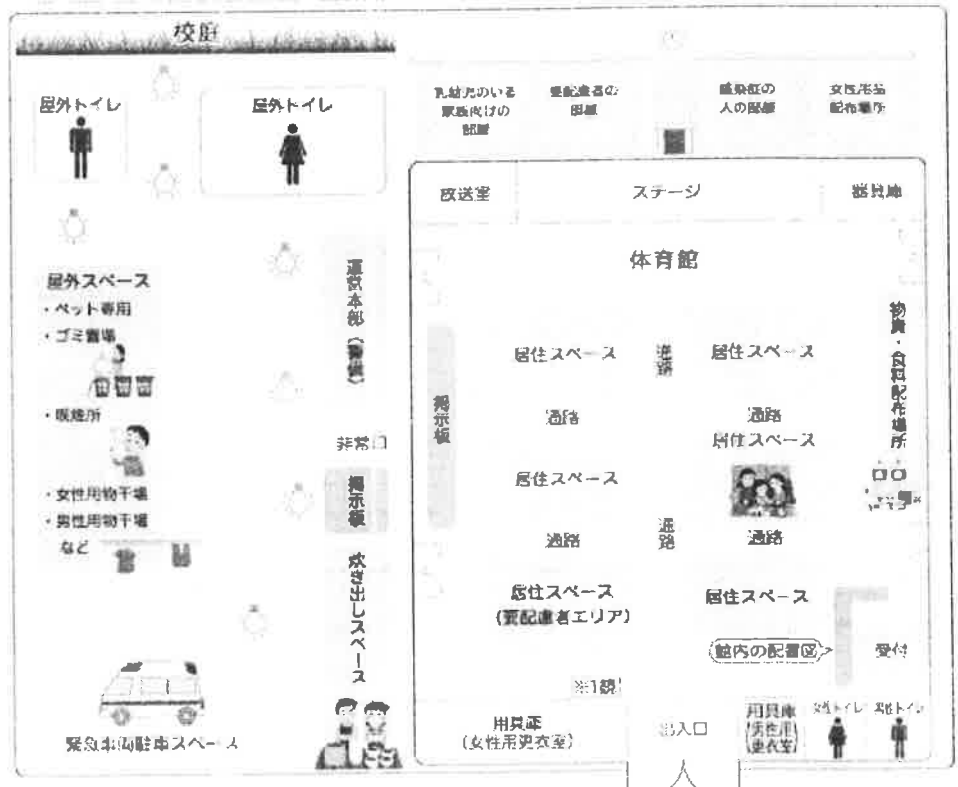 校庭
屋外トイレ
屋外トイレ
乳幼児のいる
家族向けの
部屋
要配慮者の
部屋
感染症の
人の部屋
女性用品
配布場所
放送室
ステージ
器具庫
体育館
屋外スペース
・ペット専用
・ゴミ置場
・喫煙所
・女性用物干場
・男性用物干場
など
運営本部(警備)
非常口
掲示板
炊き出しスペース
緊急車両駐車スペース
掲示板
居住スペース
通路
居住スペース
通路
通路
居住スペース
居住スペース
通路
通路
通路
居住スペース
(要配慮者エリア)
居住スペース
物資・食料配布場所
館内の配置図
受付
用具庫
(女性用更衣室)
出入口
用具庫
(男性用
更衣室)
女性トイレ
男性トイレ